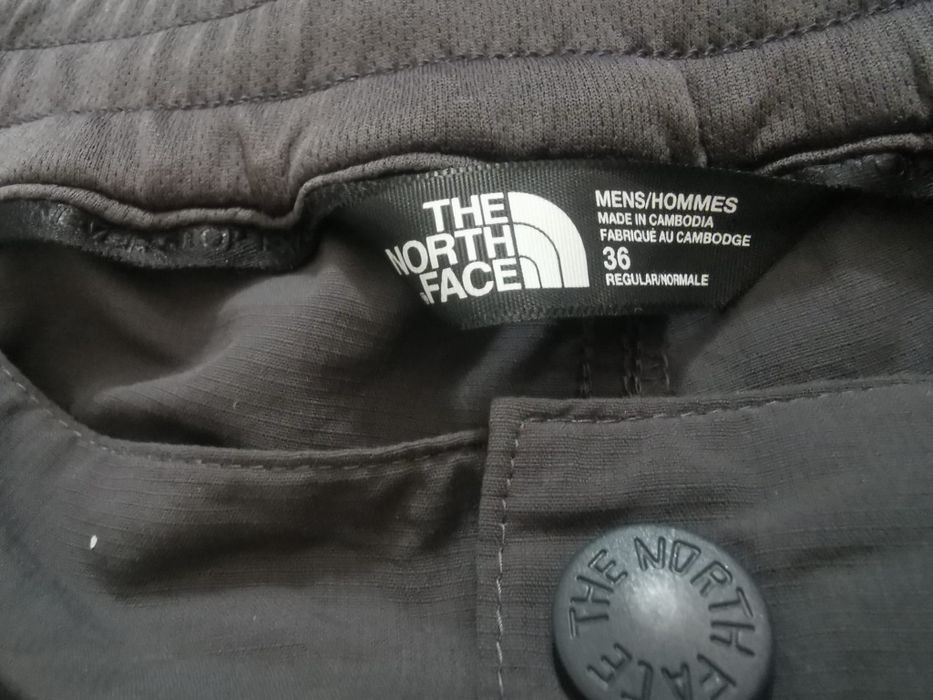 THE
NORTH
FACE
MENS/HOMMES
MADE IN CAMBODIA
FABRIQUÉ AU CAMBODGE
36
REGULAR/NORMALE
THE NORTH FACE